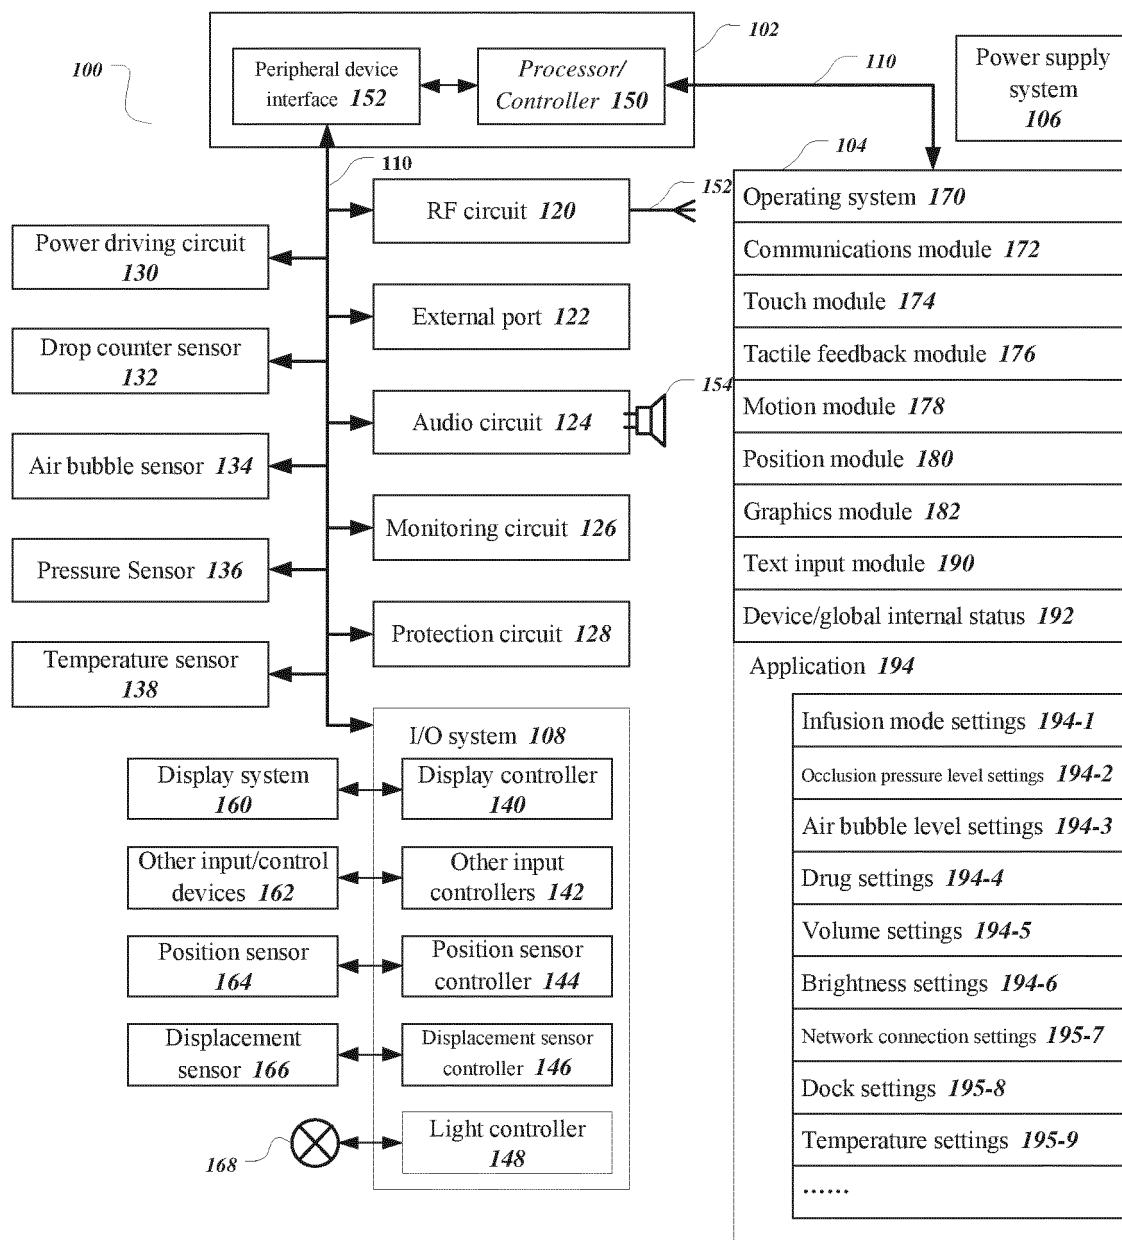 100
102
Peripheral device
interface 152
Processor/
Controller 150
110
Power supply
system
106
110
104
RF circuit 120
152
Power driving circuit
130
External port 122
Drop counter sensor
132
Audio circuit 124
154
Air bubble sensor 134
Monitoring circuit 126
Pressure Sensor 136
Protection circuit 128
Temperature sensor
138
I/O system 108
Display system
160
Display controller
140
Other input/control
devices 162
Other input
controllers 142
Position sensor
164
Position sensor
controller 144
Displacement
sensor 166
Displacement sensor
controller 146
168
Light controller
148
Operating system 170
Communications module 172
Touch module 174
Tactile feedback module 176
Motion module 178
Position module 180
Graphics module 182
Text input module 190
Device/global internal status 192
Application 194
Infusion mode settings 194-1
Occlusion pressure level settings 194-2
Air bubble level settings 194-3
Drug settings 194-4
Volume settings 194-5
Brightness settings 194-6
Network connection settings 195-7
Dock settings 195-8
Temperature settings 195-9
......